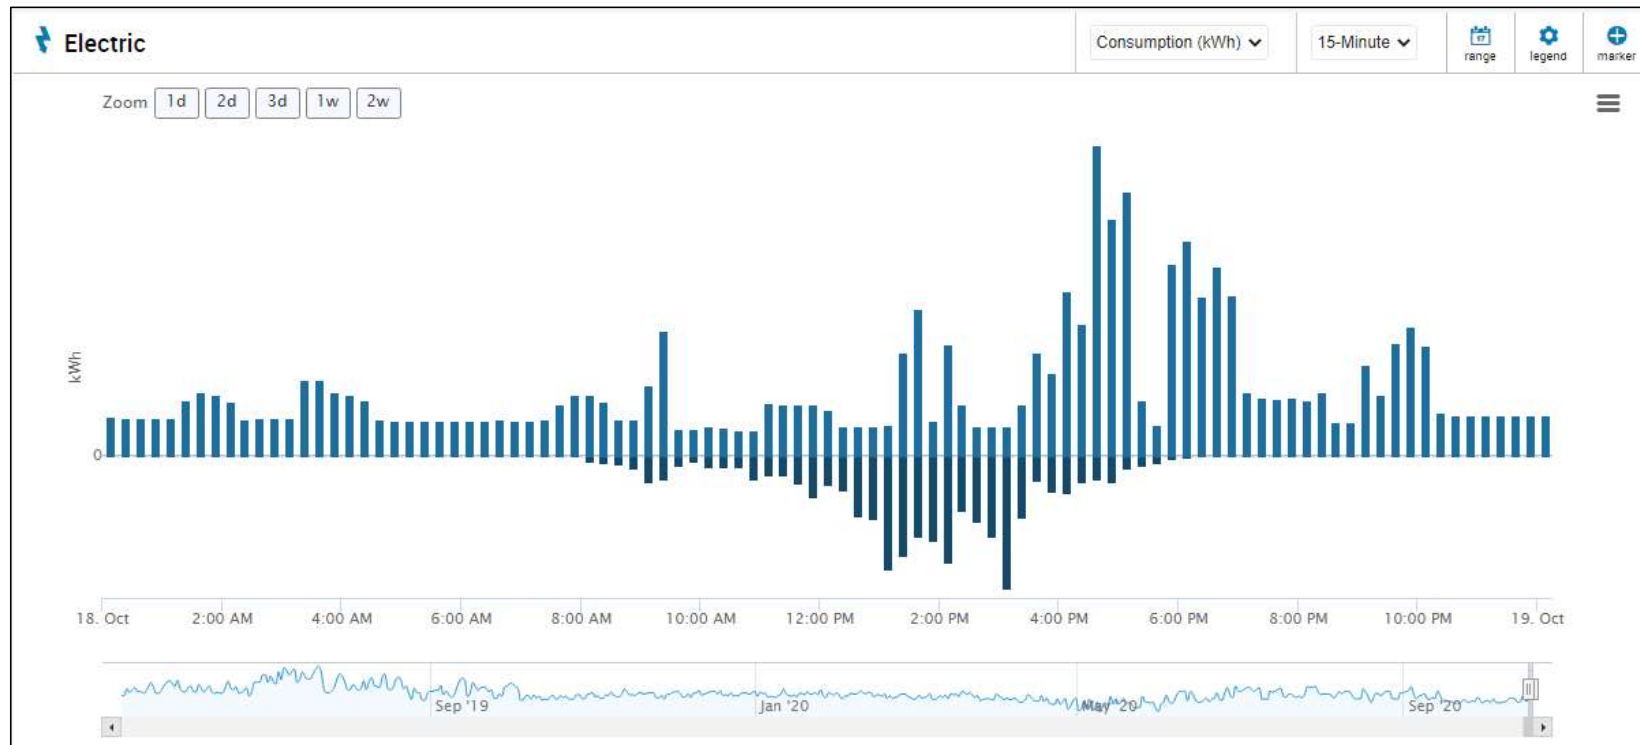 Electric
Consumption (kWh)
15-Minute
17
range
legend
marker
Zoom 1d 2d 3d 1w 2w
kWh
0
18. Oct 2:00 AM 4:00 AM 6:00 AM 8:00 AM 10:00 AM 12:00 PM 2:00 PM 4:00 PM 6:00 PM 8:00 PM 10:00 PM 19. Oct
Sep '19 Jan '20 May '20 Sep '20